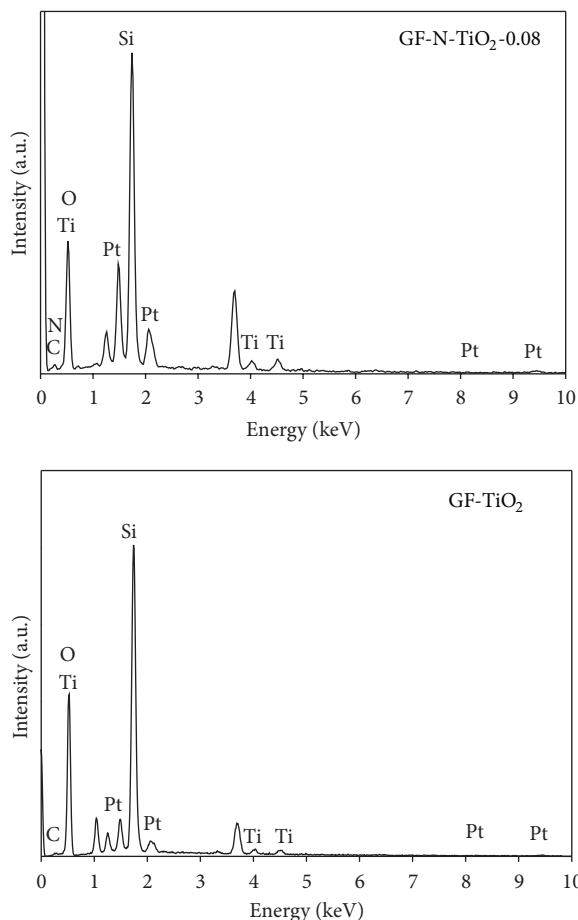 GF-N-TiO2-0.08
Si
O
Ti
Pt
Pt
N
C
Ti Ti
Pt Pt
Intensity (a.u.)
0 1 2 3 4 5 6 7 8 9 10
Energy (keV)
GF-TiO2
Si
O
Ti
Pt
Pt
C
Ti Ti
Pt Pt
Intensity (a.u.)
0 1 2 3 4 5 6 7 8 9 10
Energy (keV)